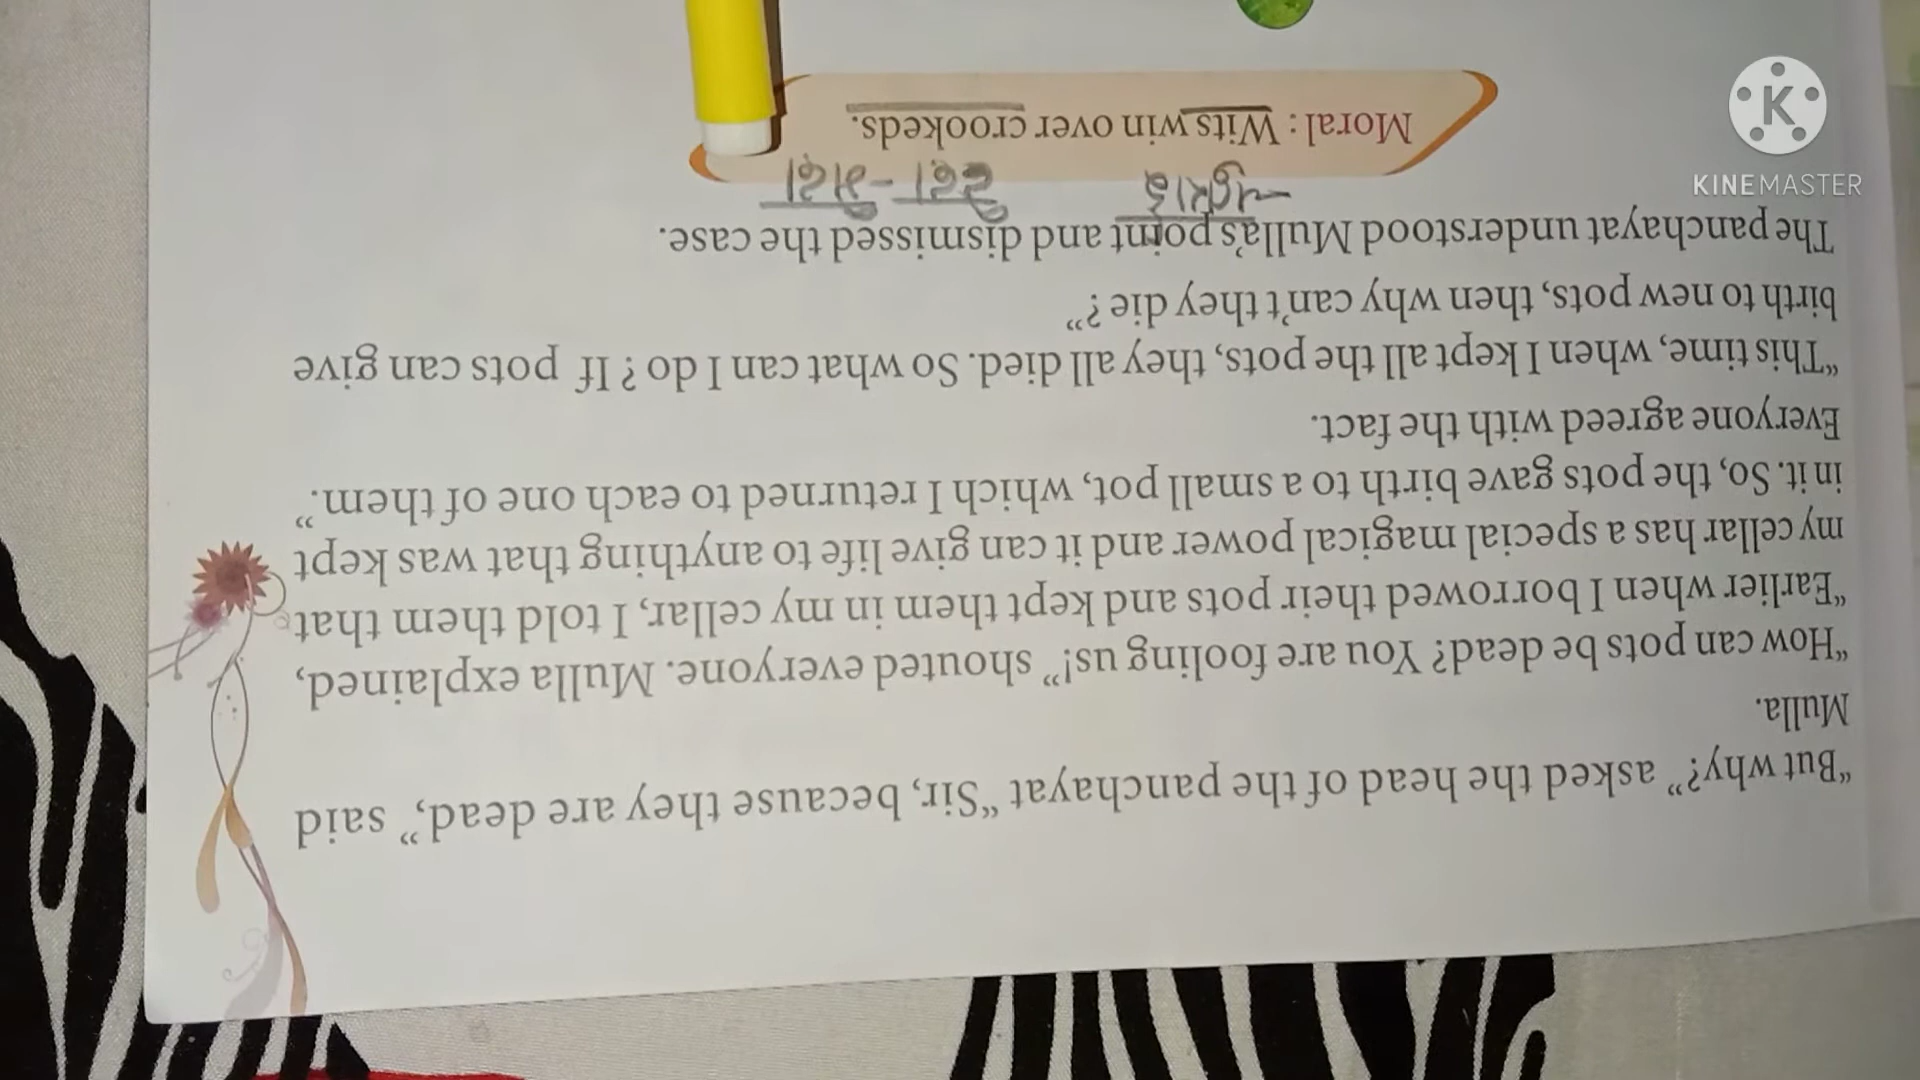 "But why?" asked the head of the panchayat "Sir, because they are dead," said
Mulla.
"How can pots be dead? You are fooling us!" shouted everyone. Mulla explained,
"Earlier when I borrowed their pots and kept them in my cellar, I told them that
my cellar has a special magical power and it can give life to anything that was kept
in it. So, the pots gave birth to a small pot, which I returned to each one of them."
Everyone agreed with the fact.
"This time, when I kept all the pots, they all died. So what can I do? If pots can give
birth to new pots, then why can't they die?"
The panchayat understood Mulla's point and dismissed the case.
Moral: Wits win over crookeds.
KINEMASTER